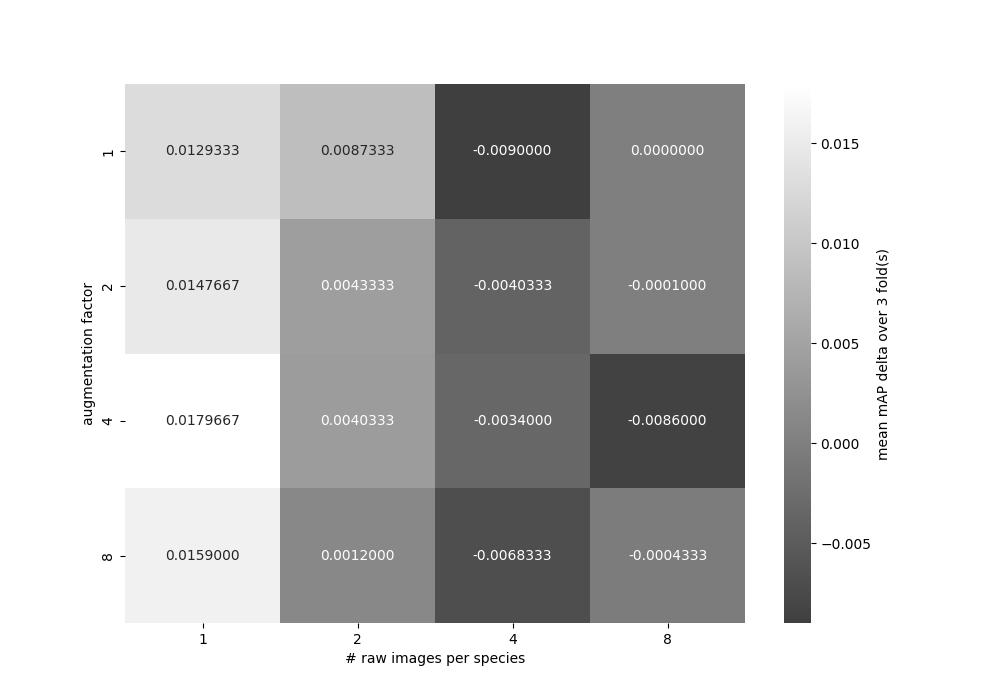 1 0.0129333 0.0087333 -0.0090000 0.0000000
2 0.0147667 0.0043333 -0.0040333 -0.0001000
4 0.0179667 0.0040333 -0.0034000 -0.0086000
8 0.0159000 0.0012000 -0.0068333 -0.0004333
augmentation factor
1 2 4 8
# raw images per species
0.015
0.010
0.005
0.000
−0.005
mean mAP delta over 3 fold(s)